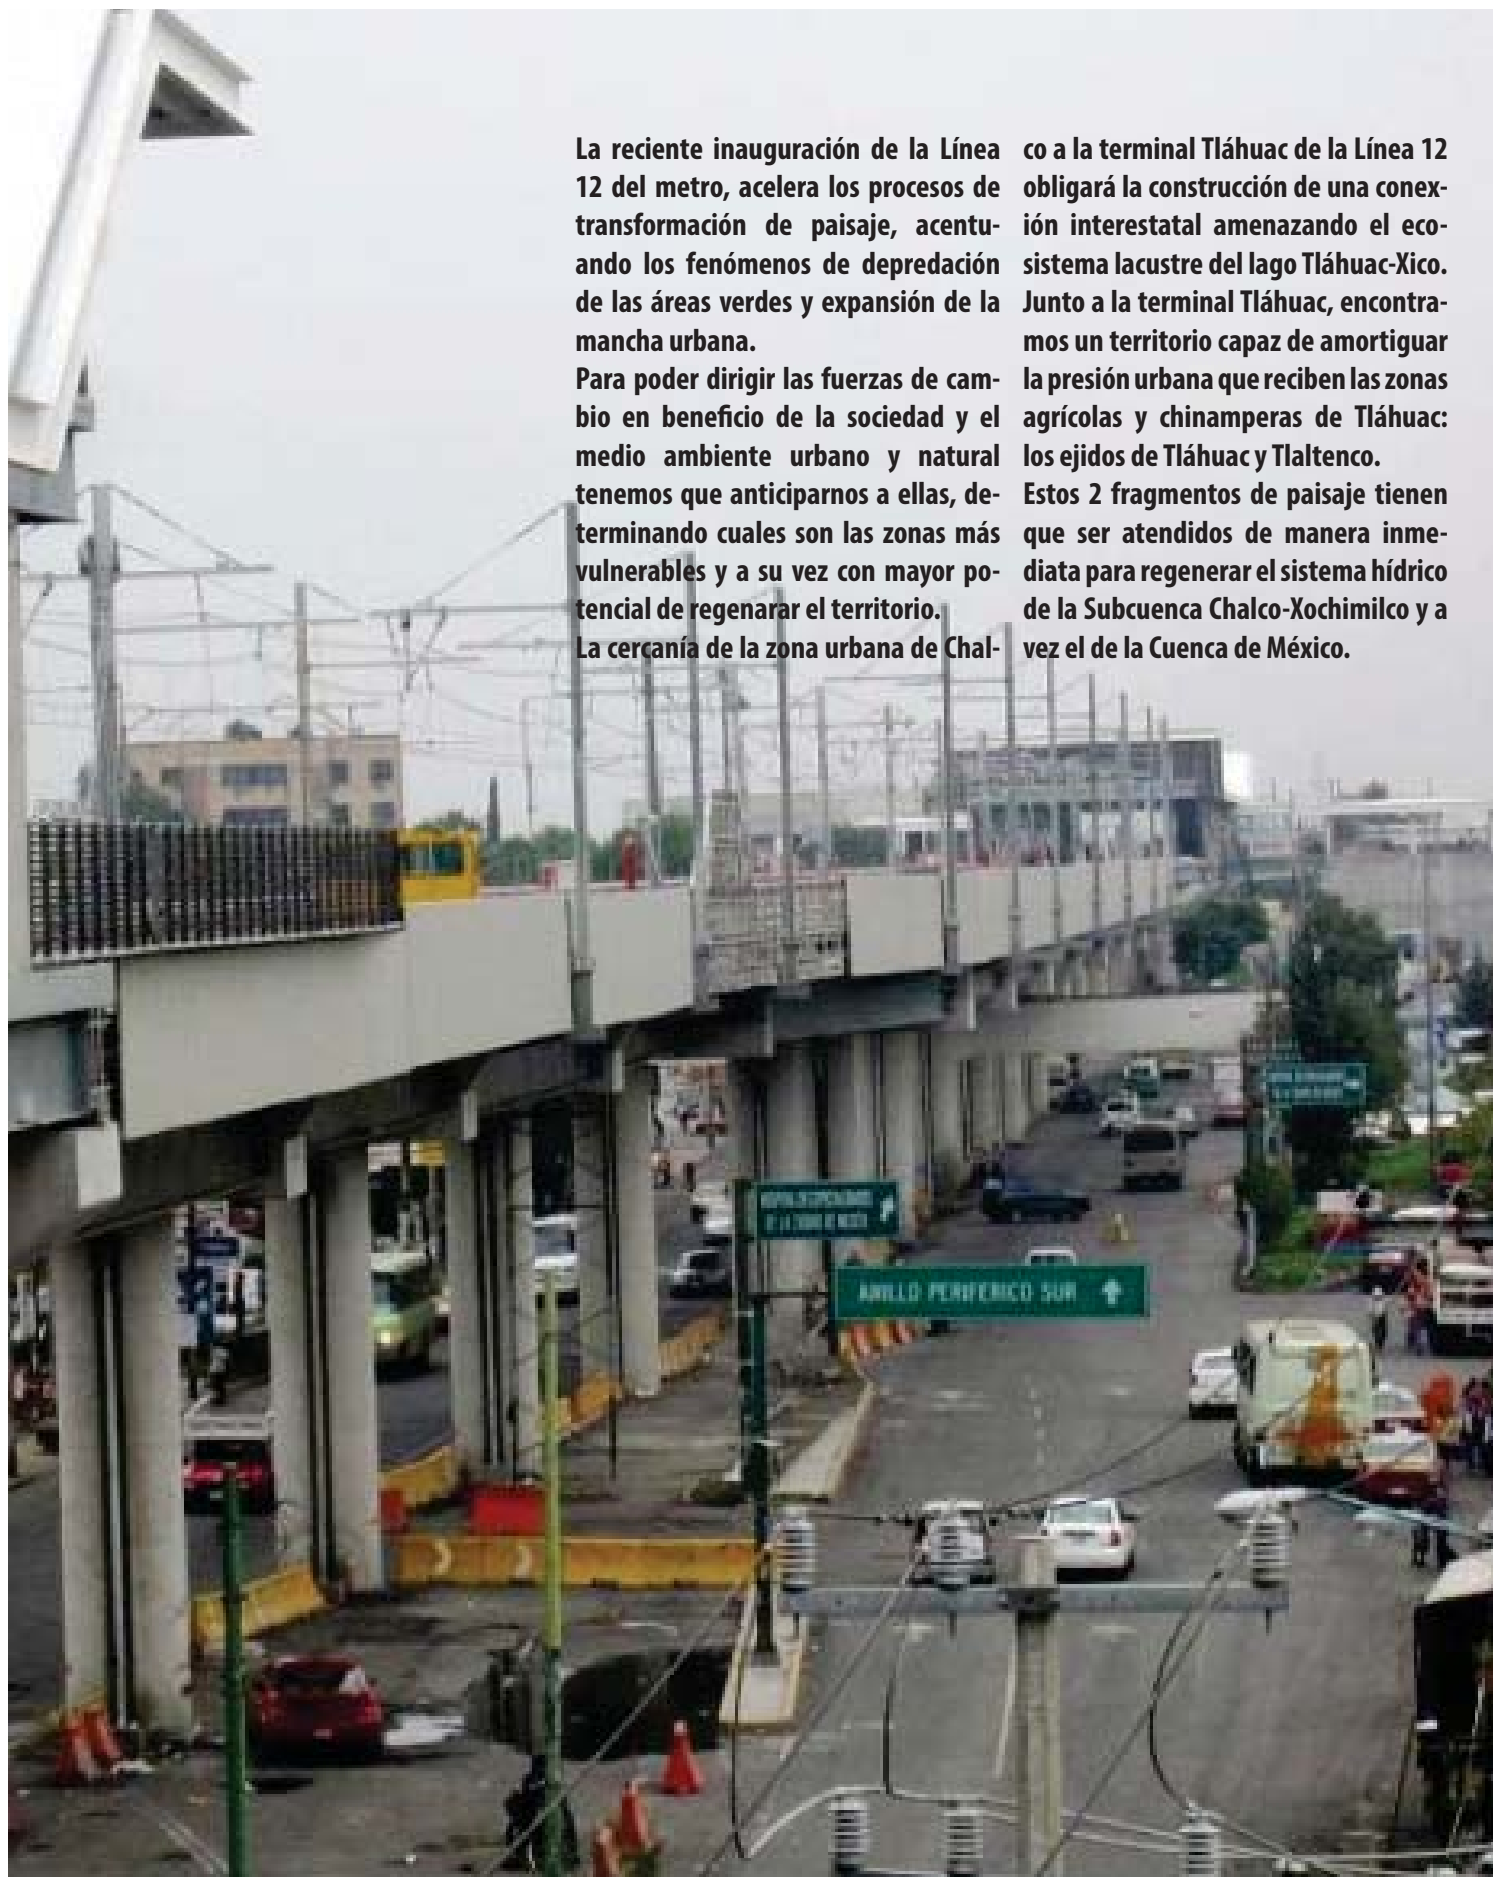 La reciente inauguración de la Línea
12 del metro, acelera los procesos de
transformación de paisaje, acentu-
ando los fenómenos de depredación
de las áreas verdes y expansión de la
mancha urbana.
Para poder dirigir las fuerzas de cam-
bio en beneficio de la sociedad y el
medio ambiente urbano y natural
tenemos que anticiparnos a ellas, de-
terminando cuales son las zonas más
vulnerables y a su vez con mayor po-
tencial de regenarar el territorio.
La cercanía de la zona urbana de Chal-
co a la terminal Tláhuac de la Línea 12
obligará la construcción de una conex-
ión interestatal amenazando el eco-
sistema lacustre del lago Tláhuac-Xico.
Junto a la terminal Tláhuac, encontra-
mos un territorio capaz de amortiguar
la presión urbana que reciben las zonas
agrícolas y chinamperas de Tláhuac:
los ejidos de Tláhuac y Tlaltenco.
Estos 2 fragmentos de paisaje tienen
que ser atendidos de manera inme-
diata para regenerar el sistema hídrico
de la Subcuenca Chalco-Xochimilco y a
vez el de la Cuenca de México.
ANILLO PERIFERICO SUR